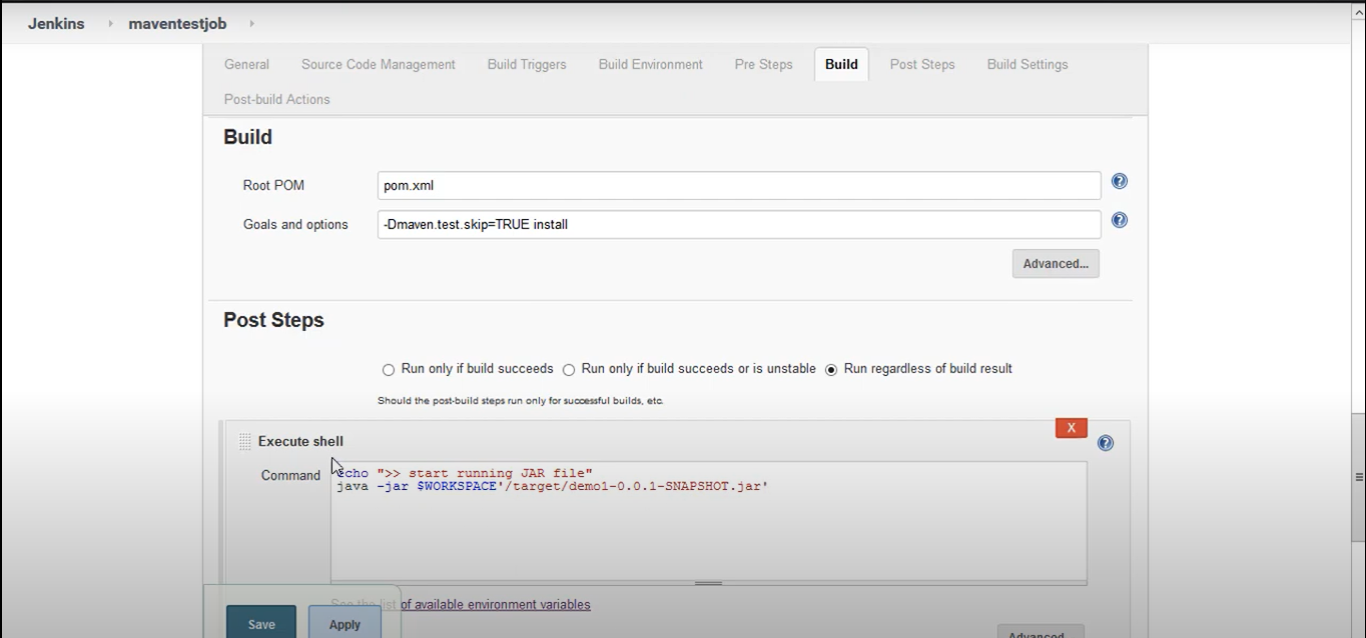 Jenkins maventestjob
General Source Code Management Build Triggers Build Environment Pre Steps Build Post Steps Build Settings
Post-build Actions
Build
Root POM pom.xml
Goals and options -Dmaven.test.skip=TRUE install
Advanced...
Post Steps
Run only if build succeeds Run only if build succeeds or is unstable Run regardless of build result
Should the post-build steps run only for successful builds, etc.
X
Execute shell
Command echo ">> start running JAR file"
java -jar $WORKSPACE'/target/demo1-0.0.1-SNAPSHOT.jar'
See the list of available environment variables
Save Apply
Advanced...